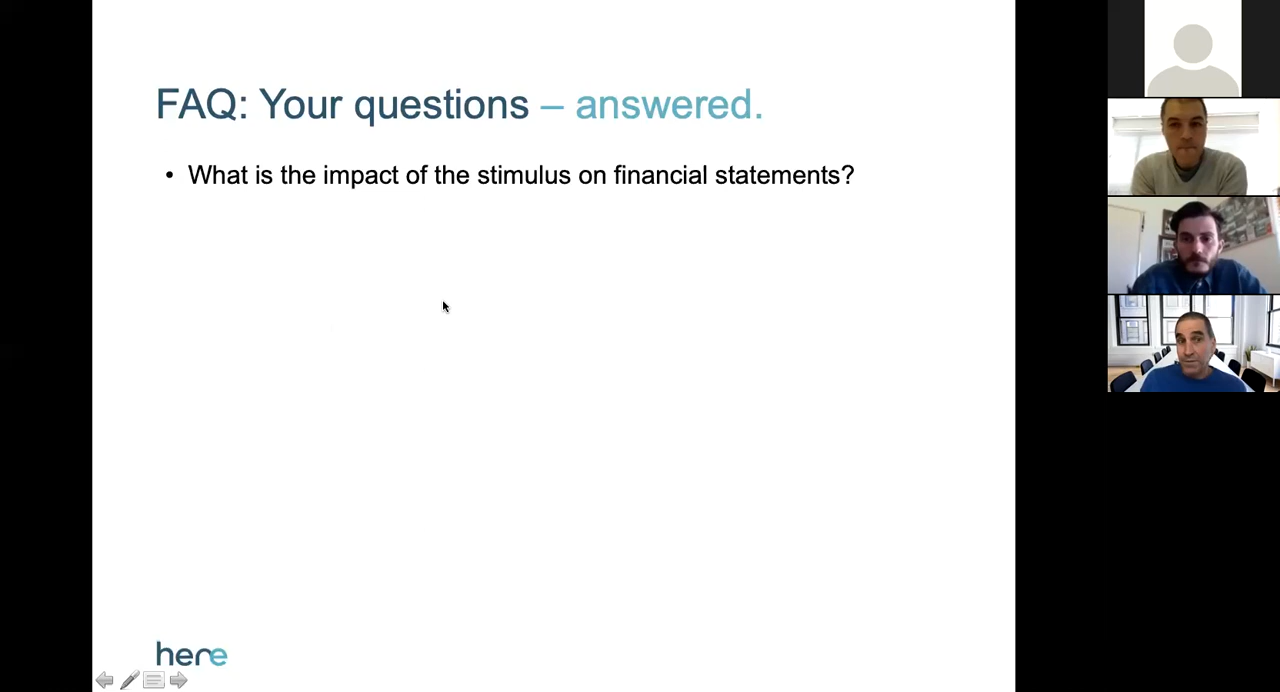 FAQ: Your questions – answered.
• What is the impact of the stimulus on financial statements?
here